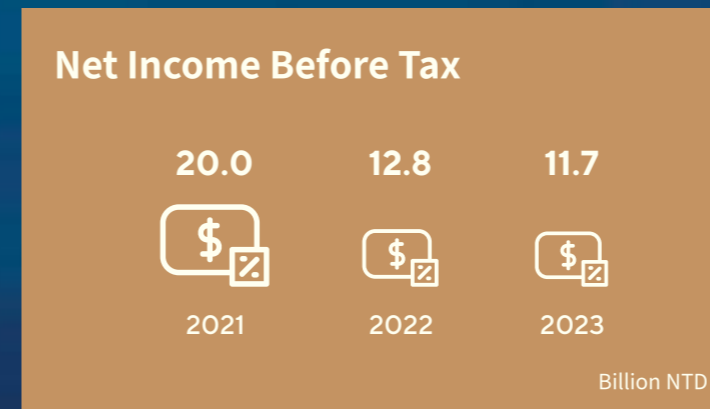 Net Income Before Tax
20.0 12.8 11.7
$ % $ % $ %
2021 2022 2023
Billion NTD